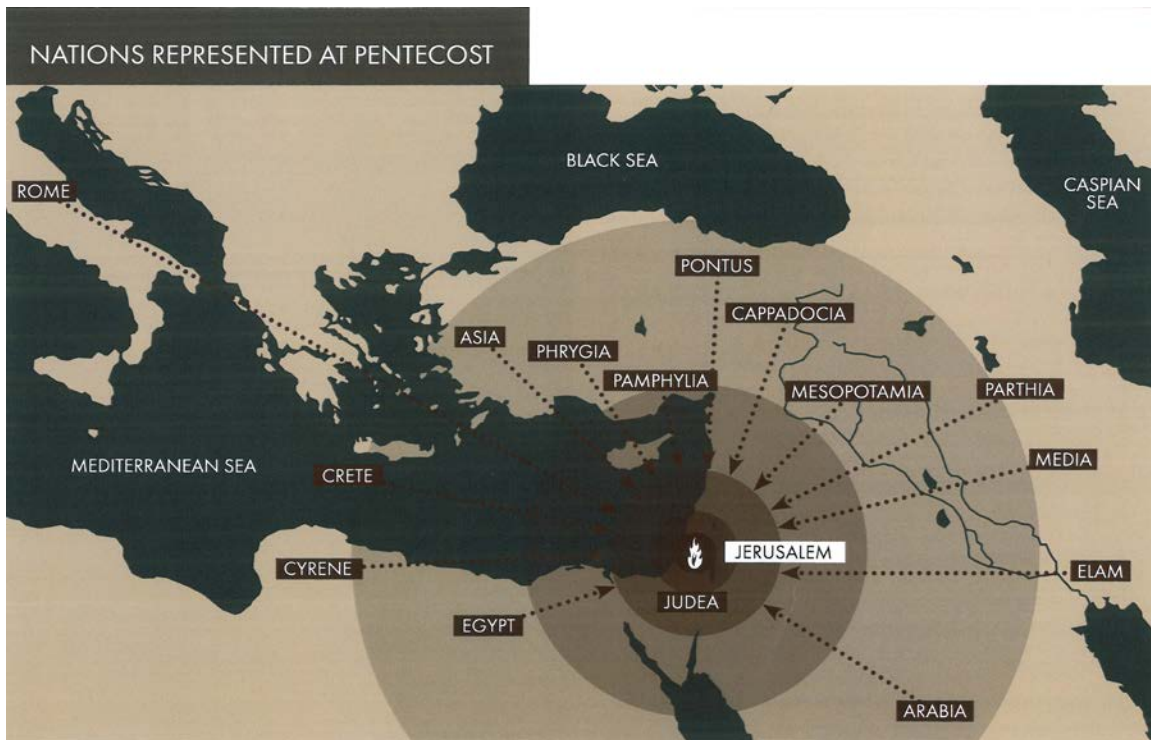 NATIONS REPRESENTED AT PENTECOST
BLACK SEA
CASPIAN SEA
ROME
PONTUS
CAPPADOCIA
ASIA
PHRYGIA
PAMPHYLIA
MESOPOTAMIA
PARTHIA
MEDITERRANEAN SEA
CRETE
MEDIA
JERUSALEM
CYRENE
ELAM
JUDEA
EGYPT
ARABIA